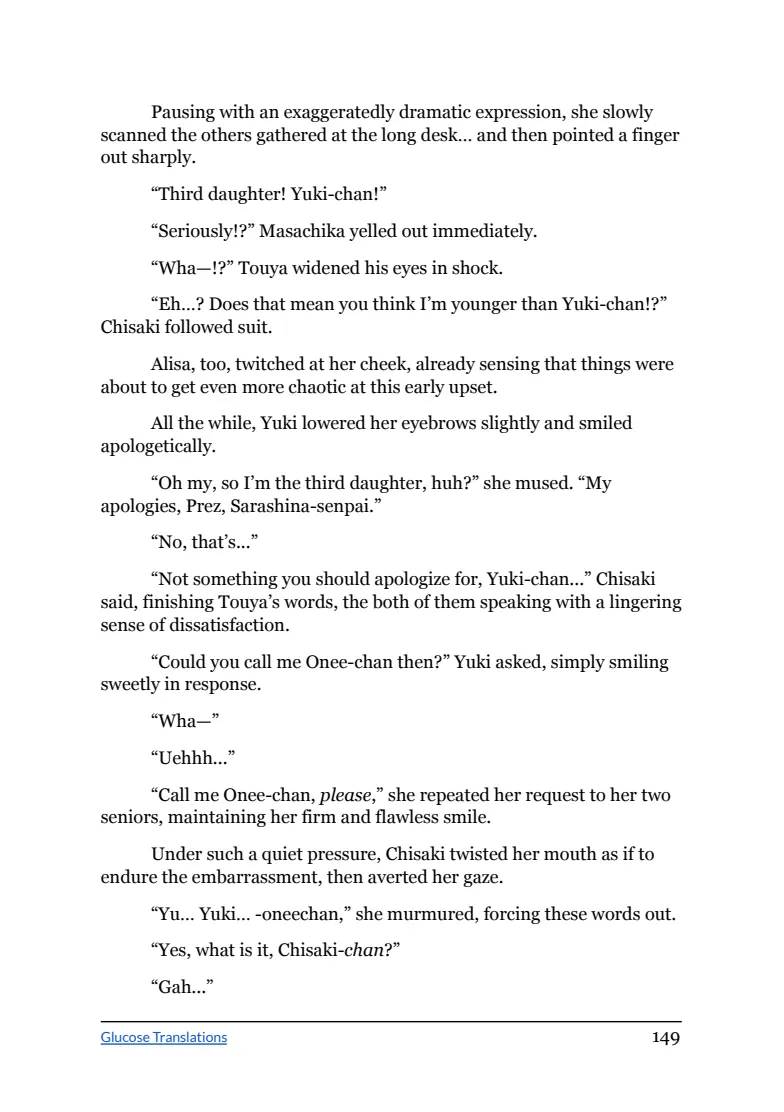 Pausing with an exaggeratedly dramatic expression, she slowly
scanned the others gathered at the long desk... and then pointed a finger
out sharply.
“Third daughter! Yuki-chan!”
“Seriously!?” Masachika yelled out immediately.
“Wha—!?” Touya widened his eyes in shock.
“Eh...? Does that mean you think I’m younger than Yuki-chan!?”
Chisaki followed suit.
Alisa, too, twitched at her cheek, already sensing that things were
about to get even more chaotic at this early upset.
All the while, Yuki lowered her eyebrows slightly and smiled
apologetically.
“Oh my, so I’m the third daughter, huh?” she mused. “My
apologies, Prez, Sarashina-senpai.”
“No, that’s...”
“Not something you should apologize for, Yuki-chan...” Chisaki
said, finishing Touya’s words, the both of them speaking with a lingering
sense of dissatisfaction.
“Could you call me Onee-chan then?” Yuki asked, simply smiling
sweetly in response.
“Wha—”
“Uehhh...”
“Call me Onee-chan, please,” she repeated her request to her two
seniors, maintaining her firm and flawless smile.
Under such a quiet pressure, Chisaki twisted her mouth as if to
endure the embarrassment, then averted her gaze.
“Yu... Yuki... -oneechan,” she murmured, forcing these words out.
“Yes, what is it, Chisaki-chan?”
“Gah...”
Glucose Translations 149